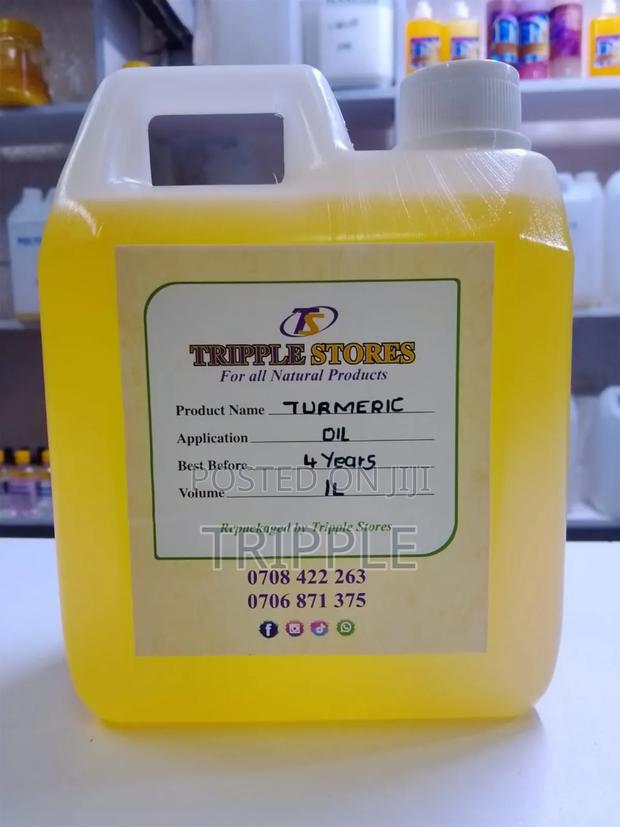 TS
TRIPPLE STORES
For all Natural Products
Product Name TURMERIC
Application OIL
Best Before 4 Years
POSTED ON JIJI
Volume 1L
Repackaged by Tripple Stores
TRIPPLE
0708 422 263
0706 871 375